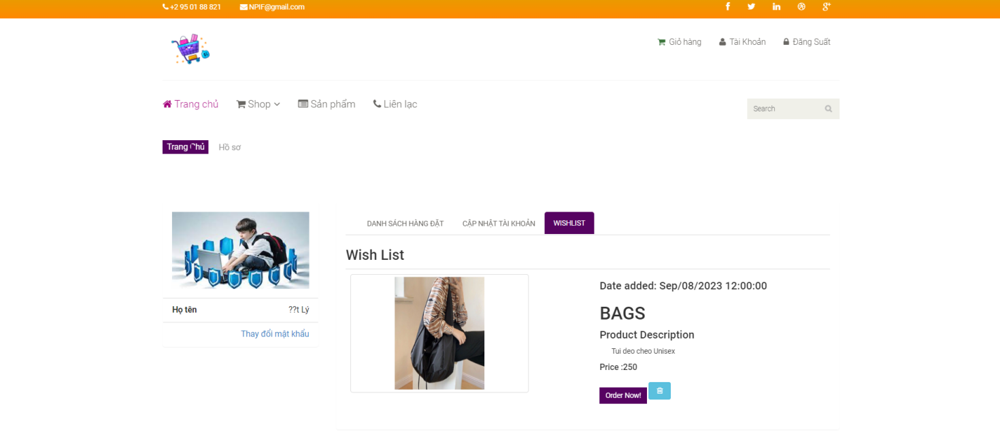 +2 95 01 88 821 NPIF@gmail.com
Giỏ hàng Tài Khoản Đăng Suất
Trang chủ Shop Sản phẩm Liên lạc
Search
Trang Chủ Hồ sơ
DANH SÁCH HÀNG ĐẶT CẬP NHẬT TÀI KHOẢN WISHLIST
Wish List
Họ tên ??t Lý
Thay đổi mật khẩu
Date added: Sep/08/2023 12:00:00
BAGS
Product Description
Tui deo cheo Unisex
Price :250
Order Now!